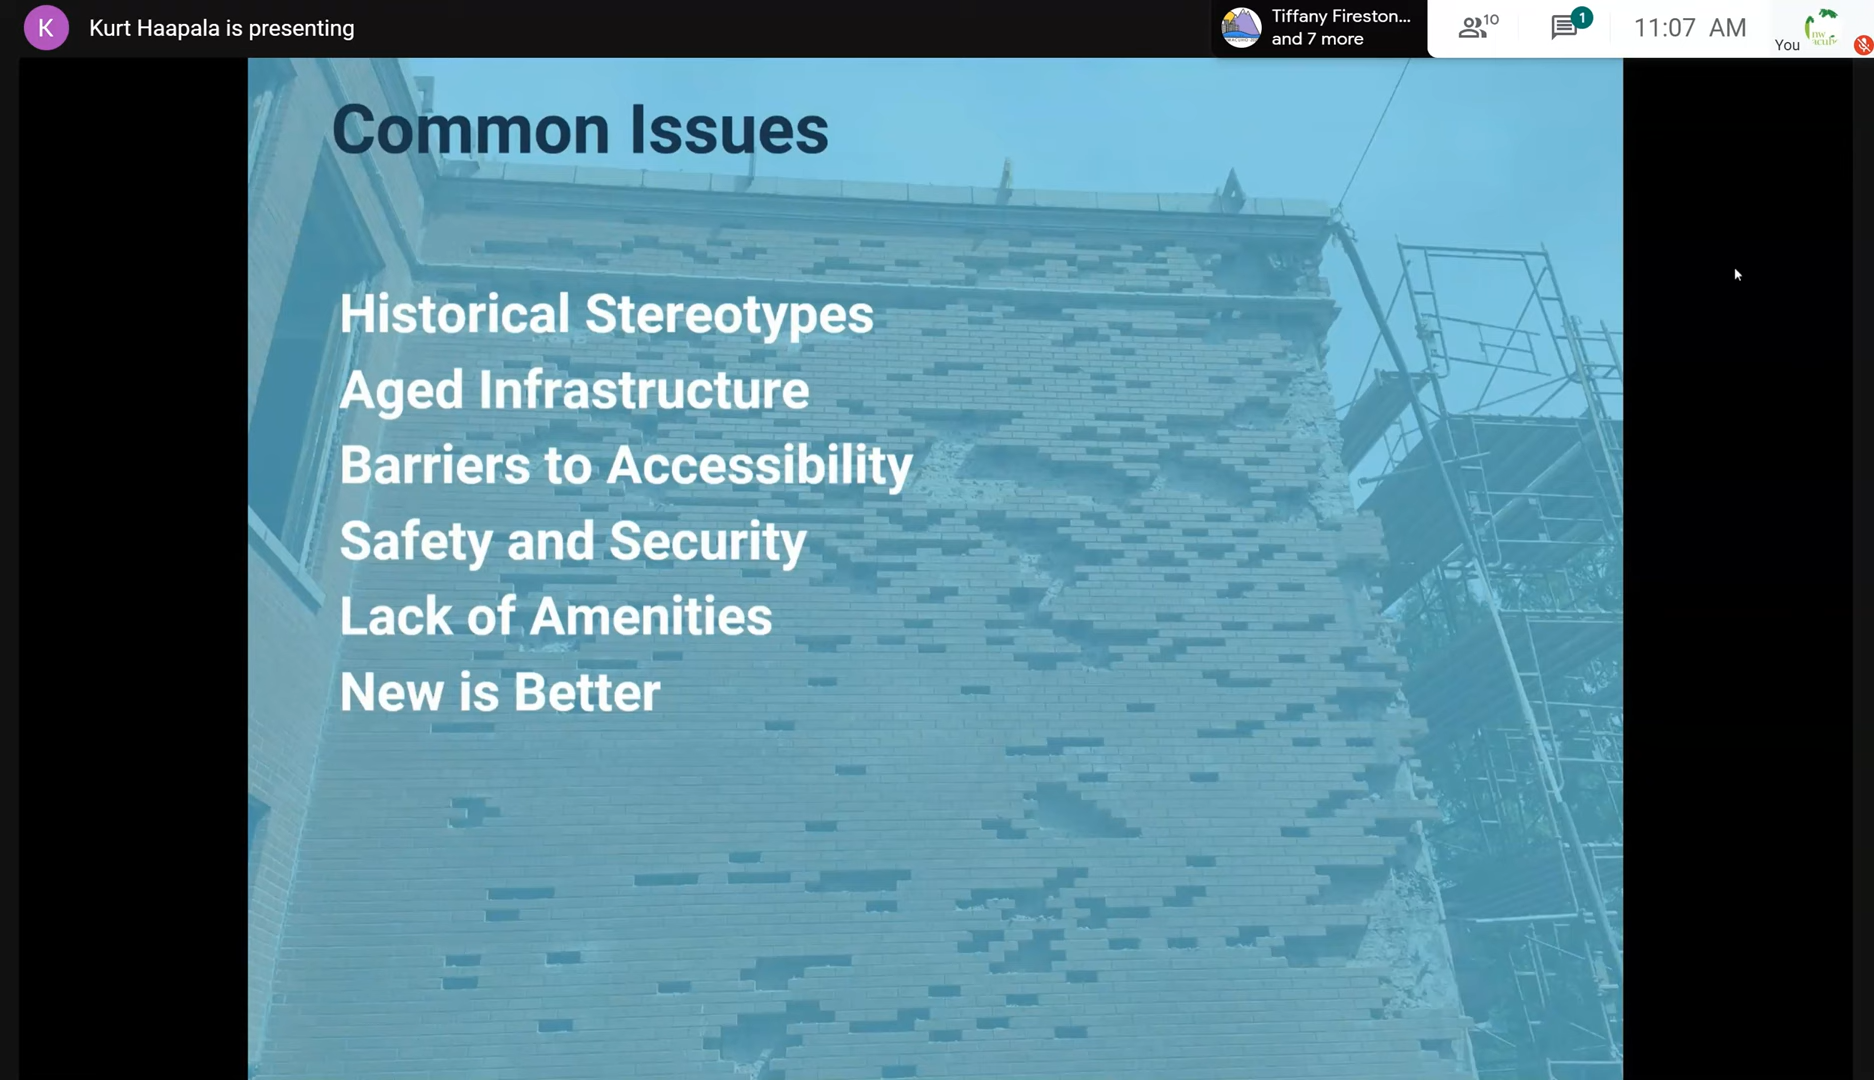 K
Kurt Haapala is presenting
Tiffany Fireston...
and 7 more
10
1
11:07 AM
You
nw
Common Issues
Historical Stereotypes
Aged Infrastructure
Barriers to Accessibility
Safety and Security
Lack of Amenities
New is Better